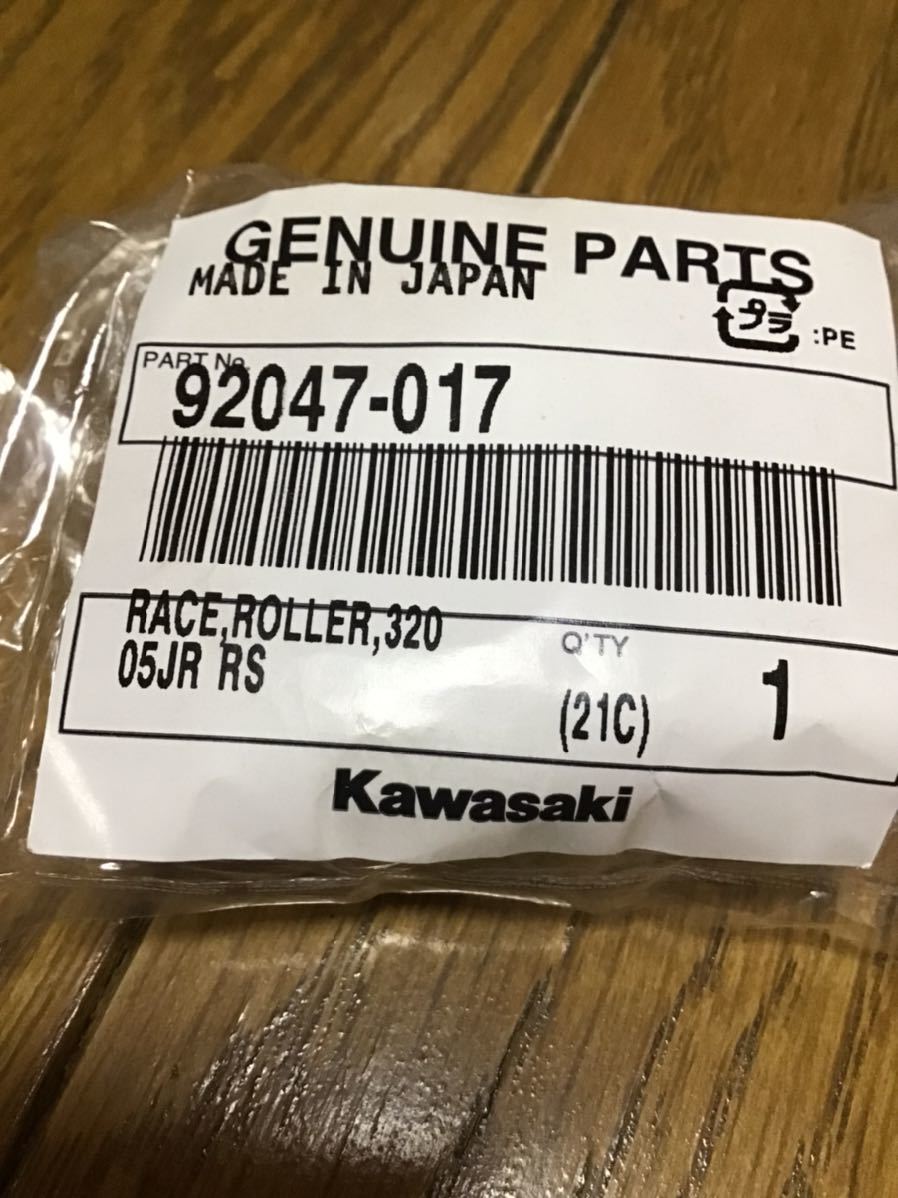 GENUINE PARTS
MADE IN JAPAN
プラ :PE
PART No.
92047-017
RACE,ROLLER,320
05JR RS
Q'TY
(21C) 1
Kawasaki